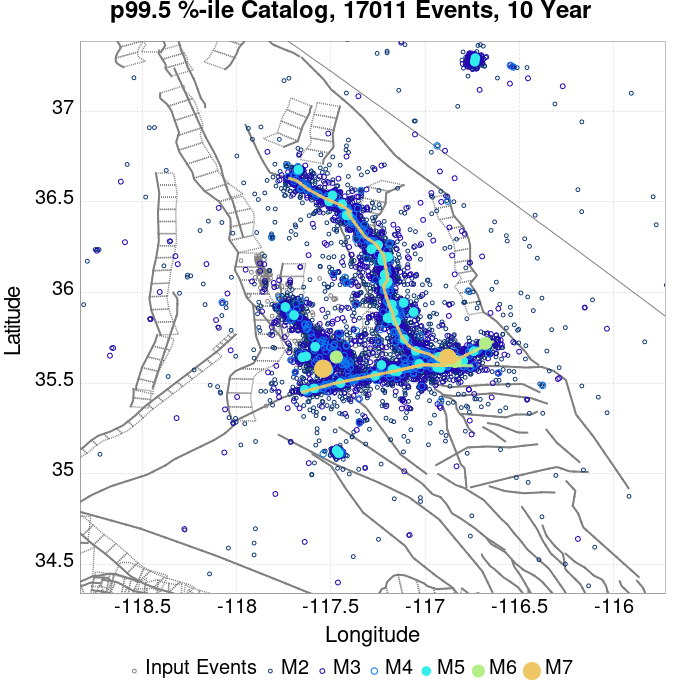 p99.5 %-ile Catalog, 17011 Events, 10 Year
Latitude
37
36.5
36
35.5
35
34.5
-118.5 -118 -117.5 -117 -116.5 -116
Longitude
Input Events M2 M3 M4 M5 M6 M7